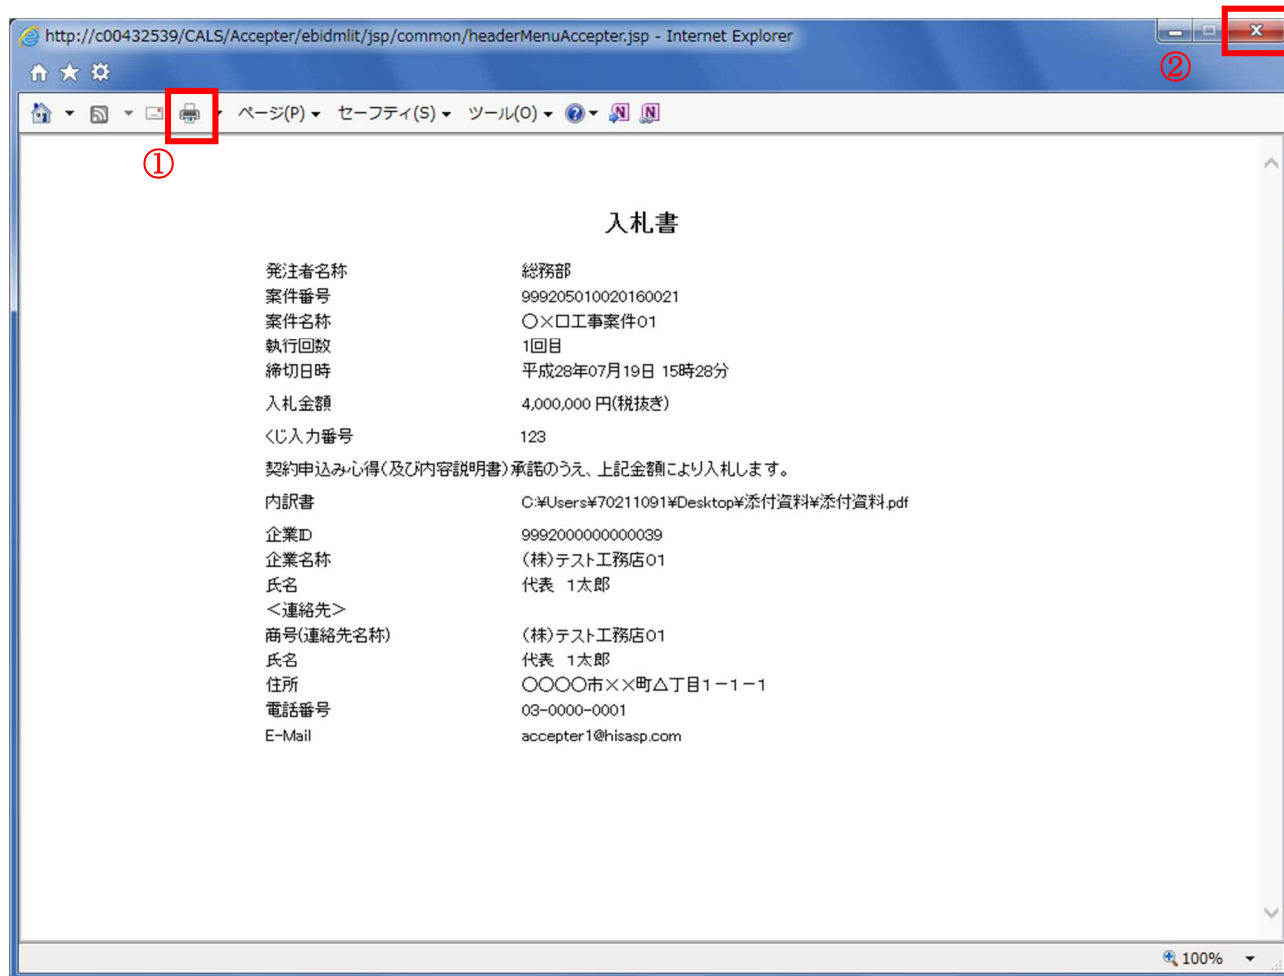 http://c00432539/CALS/Accepter/ebidmlit/jsp/common/headerMenuAccepter.jsp - Internet Explorer
②
ページ(P) セーフティ(S) ツール(O)
①
入札書
発注者名称 総務部
案件番号 999205010020160021
案件名称 〇×□工事案件01
執行回数 1回目
締切日時 平成28年07月19日 15時28分
入札金額 4,000,000 円(税抜き)
くじ入力番号 123
契約申込み心得(及び内容説明書)承諾のうえ、上記金額により入札します。
内訳書 C:¥Users¥70211091¥Desktop¥添付資料¥添付資料.pdf
企業ID 9992000000000039
企業名称 (株)テスト工務店01
氏名 代表 1太郎
<連絡先>
商号(連絡先名称) (株)テスト工務店01
氏名 代表 1太郎
住所 〇〇〇〇市××町△丁目1-1-1
電話番号 03-0000-0001
E-Mail accepter1@hisasp.com
100%